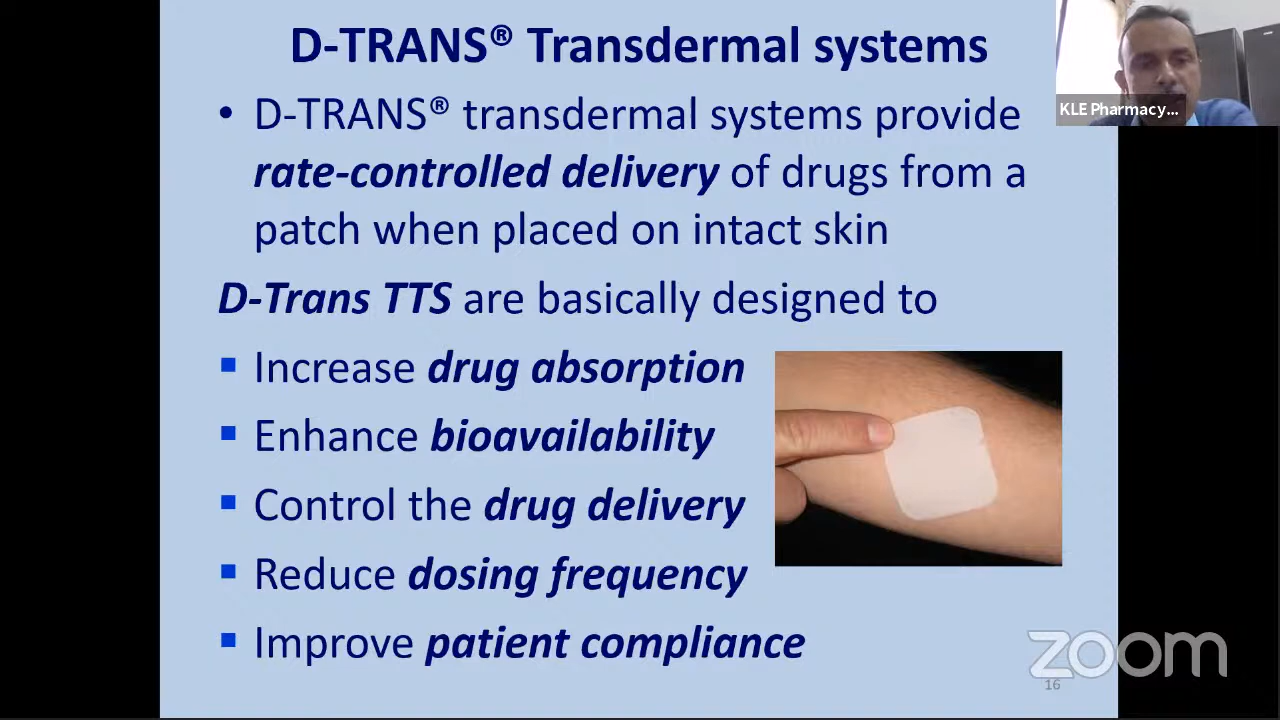 D-TRANS® Transdermal systems
• D-TRANS® transdermal systems provide
rate-controlled delivery of drugs from a
patch when placed on intact skin
D-Trans TTS are basically designed to
▪ Increase drug absorption
▪ Enhance bioavailability
▪ Control the drug delivery
▪ Reduce dosing frequency
▪ Improve patient compliance
KLE Pharmacy...
zoom
16